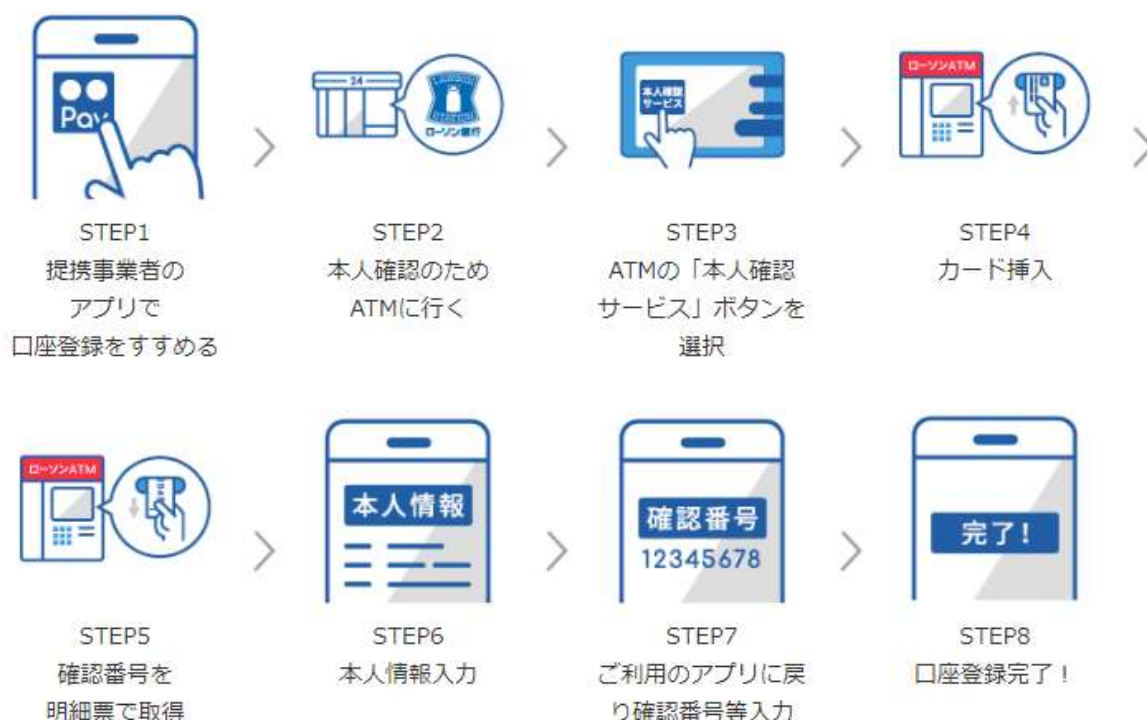 Pay
24
LAWSON
STATION
ローソン銀行
本人確認
サービス
ローソンATM
STEP1
提携事業者の
アプリで
口座登録をすすめる
STEP2
本人確認のため
ATMに行く
STEP3
ATMの「本人確認
サービス」ボタンを
選択
STEP4
カード挿入
ローソンATM
本人情報
確認番号
12345678
完了!
STEP5
確認番号を
明細票で取得
STEP6
本人情報入力
STEP7
ご利用のアプリに戻
り確認番号等入力
STEP8
口座登録完了!